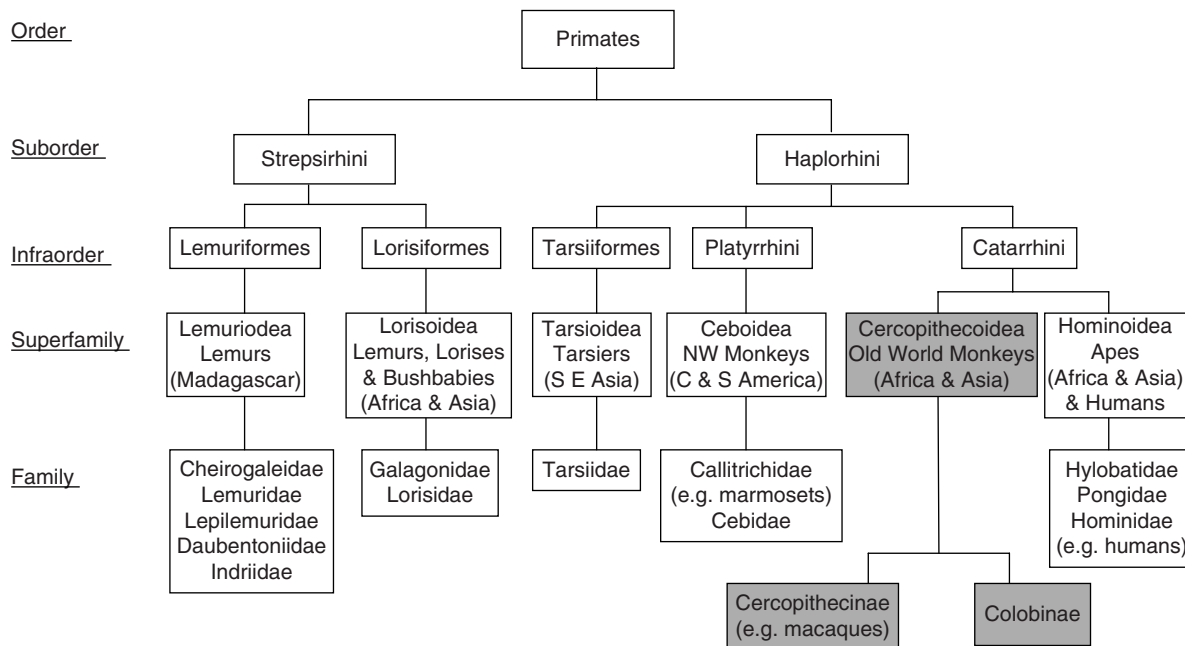 Order
Primates
Suborder
Strepsirhini
Haplorhini
Infraorder
Lemuriformes
Lorisiformes
Tarsiiformes
Platyrrhini
Catarrhini
Superfamily
Lemuriodea
Lemurs
(Madagascar)
Lorisoidea
Lemurs, Lorises
& Bushbabies
(Africa & Asia)
Tarsioidea
Tarsiers
(S E Asia)
Ceboidea
NW Monkeys
(C & S America)
Cercopithecoidea
Old World Monkeys
(Africa & Asia)
Hominoidea
Apes
(Africa & Asia)
& Humans
Family
Cheirogaleidae
Lemuridae
Lepilemuridae
Daubentoniidae
Indriidae
Galagonidae
Lorisidae
Tarsiidae
Callitrichidae
(e.g. marmosets)
Cebidae
Hylobatidae
Pongidae
Hominidae
(e.g. humans)
Cercopithecinae
(e.g. macaques)
Colobinae